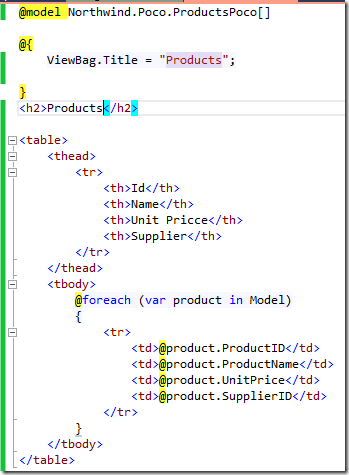 @model Northwind.Poco.ProductsPoco[]
@{
ViewBag.Title = "Products";
}
<h2>Products</h2>
<table>
<thead>
<tr>
<th>Id</th>
<th>Name</th>
<th>Unit Pricce</th>
<th>Supplier</th>
</tr>
</thead>
<tbody>
@foreach (var product in Model)
{
<tr>
<td>@product.ProductID</td>
<td>@product.ProductName</td>
<td>@product.UnitPrice</td>
<td>@product.SupplierID</td>
</tr>
}
</tbody>
</table>